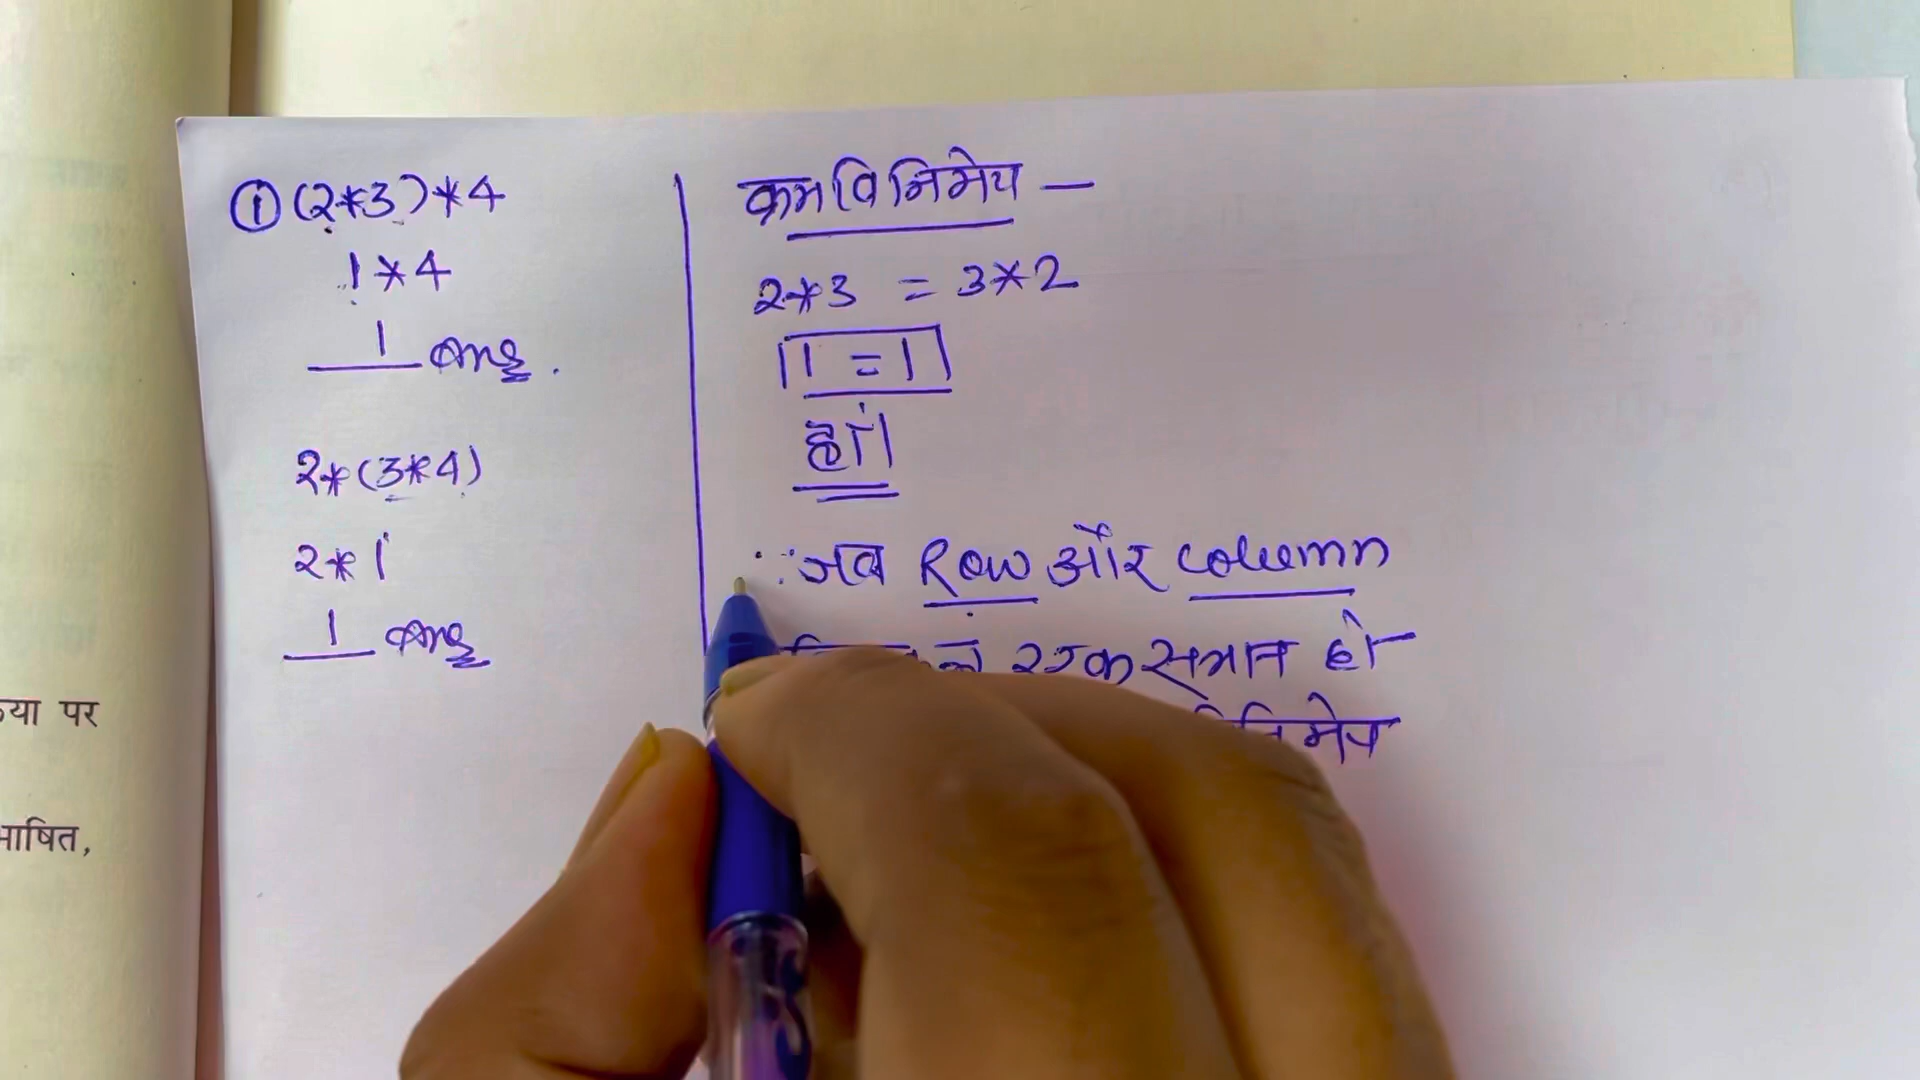 ① (2*3)*4
1*4
1 Ans.
2*(3*4)
2*1
1 Ans
क्रमविनिमेय —
2*3 = 3*2
1 = 1
हां।
∵ जब Row और column
एक समान हो
विनिमेय
पर
भाषित,